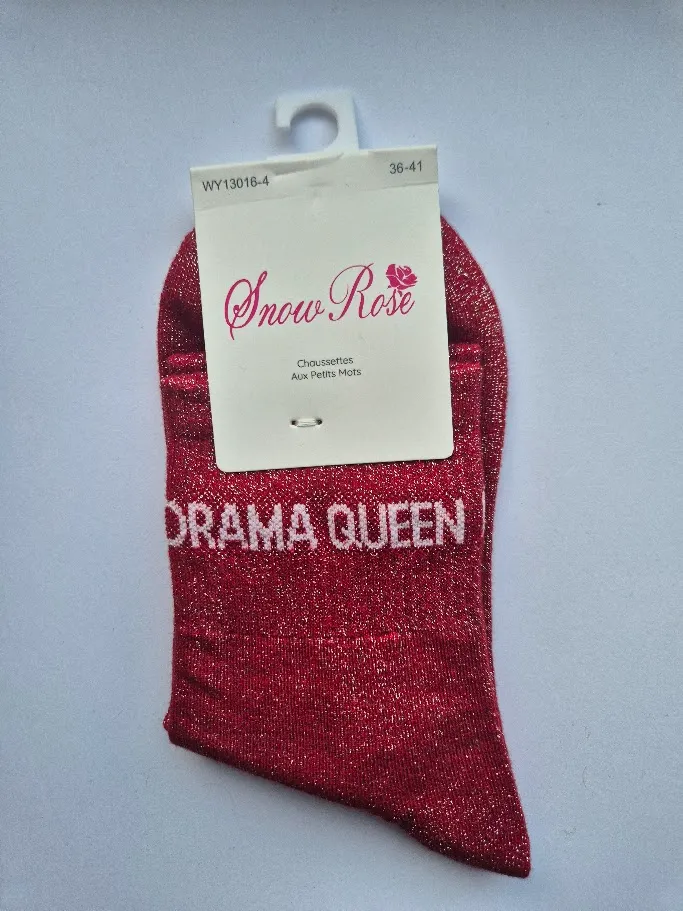 WY13016-4 36-41
Snow Rose
Chaussettes
Aux Petits Mots
DRAMA QUEEN